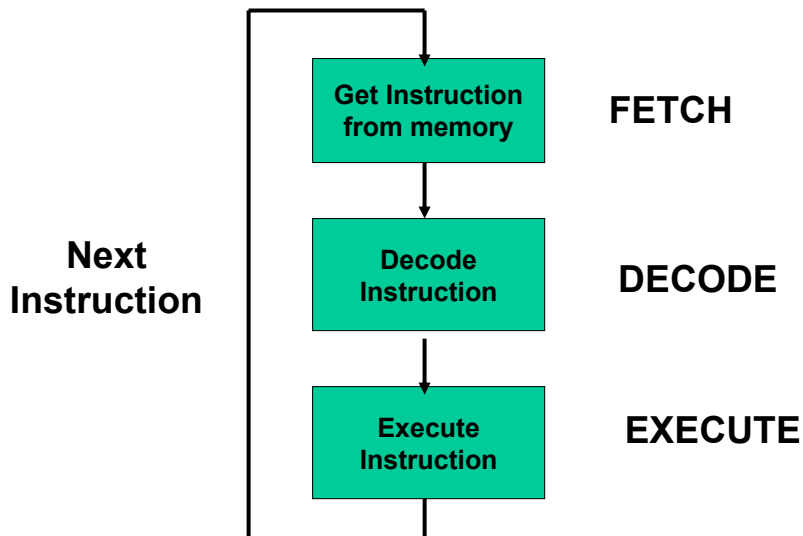 Get Instruction
from memory
FETCH
Next
Instruction
Decode
Instruction
DECODE
Execute
Instruction
EXECUTE